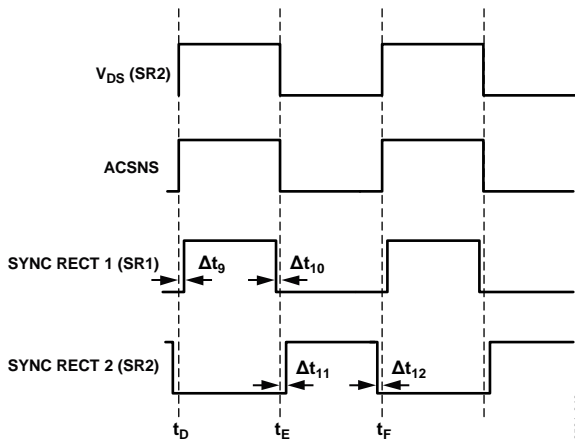 V_DS (SR2)
ACSNS
SYNC RECT 1 (SR1)
Δt_9
Δt_10
SYNC RECT 2 (SR2)
Δt_11
Δt_12
t_D
t_E
t_F